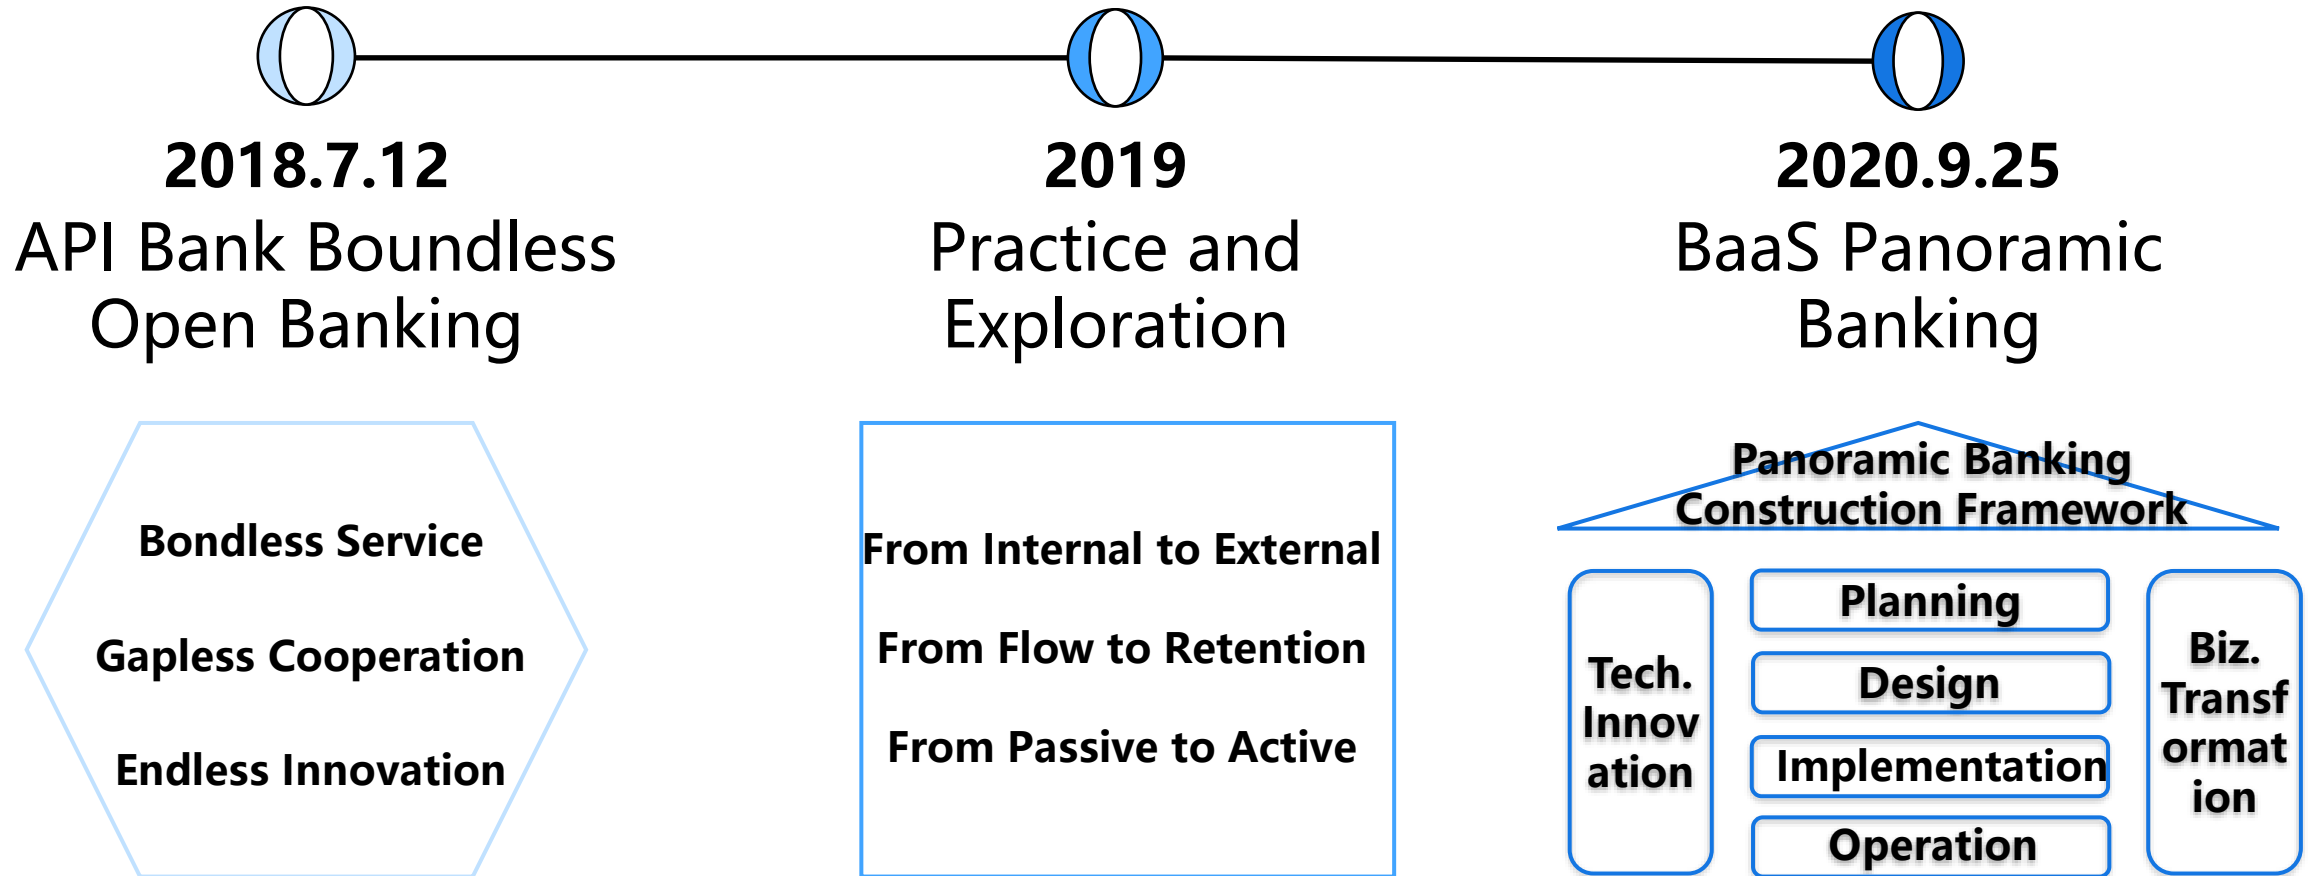 2018.7.12
API Bank Boundless
Open Banking
Bondless Service
Gapless Cooperation
Endless Innovation
2019
Practice and
Exploration
From Internal to External
From Flow to Retention
From Passive to Active
2020.9.25
BaaS Panoramic
Banking
Panoramic Banking
Construction Framework
Tech.
Innov
ation
Planning
Design
Implementation
Operation
Biz.
Transf
ormat
ion